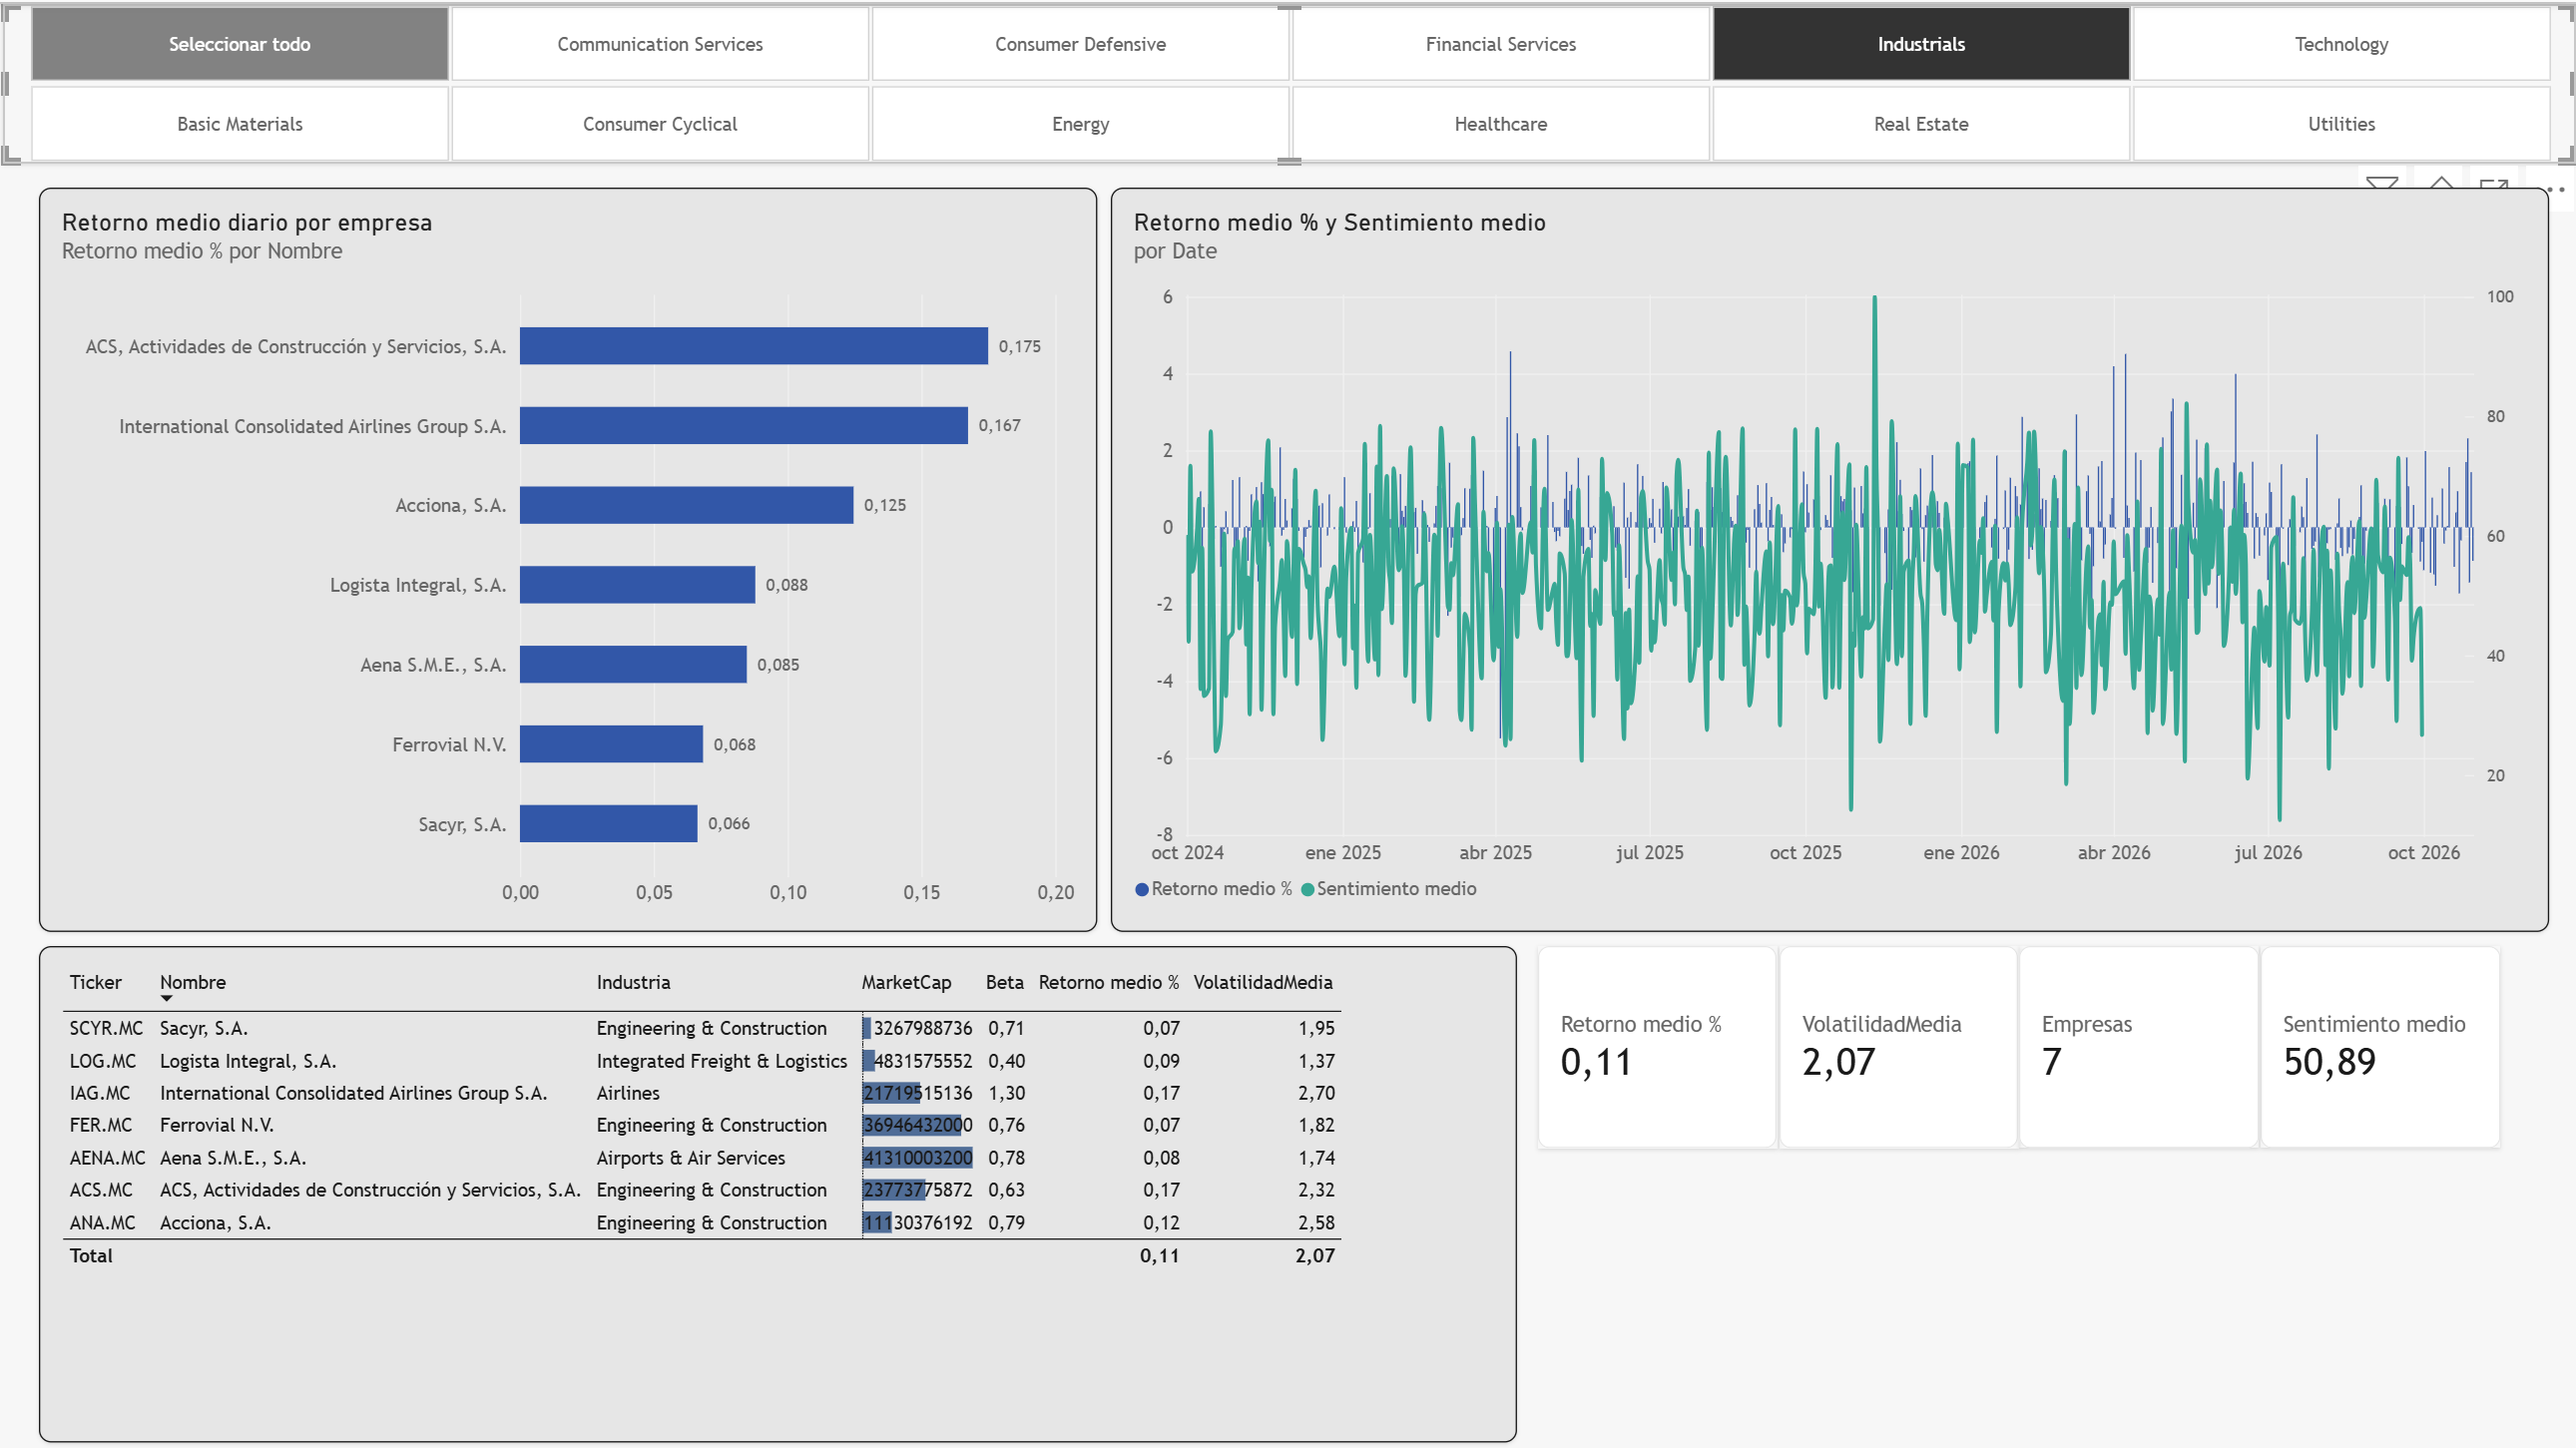 Seleccionar todo Communication Services Consumer Defensive Financial Services Industrials Technology
Basic Materials Consumer Cyclical Energy Healthcare Real Estate Utilities
Retorno medio diario por empresa
Retorno medio % por Nombre
ACS, Actividades de Construcción y Servicios, S.A. 0,175
International Consolidated Airlines Group S.A. 0,167
Acciona, S.A. 0,125
Logista Integral, S.A. 0,088
Aena S.M.E., S.A. 0,085
Ferrovial N.V. 0,068
Sacyr, S.A. 0,066
0,00 0,05 0,10 0,15 0,20
Retorno medio % y Sentimiento medio
por Date
6 100
4
80
2
0
60
-2
40
-4
-6
20
-8
oct 2024 ene 2025 abr 2025 jul 2025 oct 2025 ene 2026 abr 2026 jul 2026 oct 2026
Retorno medio % Sentimiento medio
Ticker Nombre Industria MarketCap Beta Retorno medio % VolatilidadMedia
SCYR.MC Sacyr, S.A. Engineering & Construction 3267988736 0,71 0,07 1,95
LOG.MC Logista Integral, S.A. Integrated Freight & Logistics 4831575552 0,40 0,09 1,37
IAG.MC International Consolidated Airlines Group S.A. Airlines 21719515136 1,30 0,17 2,70
FER.MC Ferrovial N.V. Engineering & Construction 36946432000 0,76 0,07 1,82
AENA.MC Aena S.M.E., S.A. Airports & Air Services 41310003200 0,78 0,08 1,74
ACS.MC ACS, Actividades de Construcción y Servicios, S.A. Engineering & Construction 23773775872 0,63 0,17 2,32
ANA.MC Acciona, S.A. Engineering & Construction 11130376192 0,79 0,12 2,58
Total 0,11 2,07
Retorno medio %
0,11
VolatilidadMedia
2,07
Empresas
7
Sentimiento medio
50,89